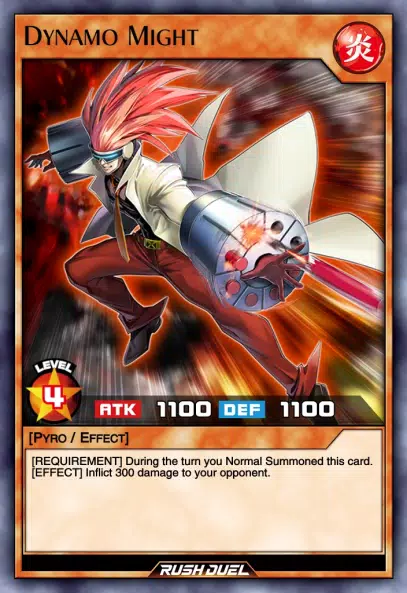 DYNAMO MIGHT
炎
LEVEL
4
ATK 1100 DEF 1100
[PYRO / EFFECT]
[REQUIREMENT] During the turn you Normal Summoned this card.
[EFFECT] Inflict 300 damage to your opponent.
RUSH DUEL